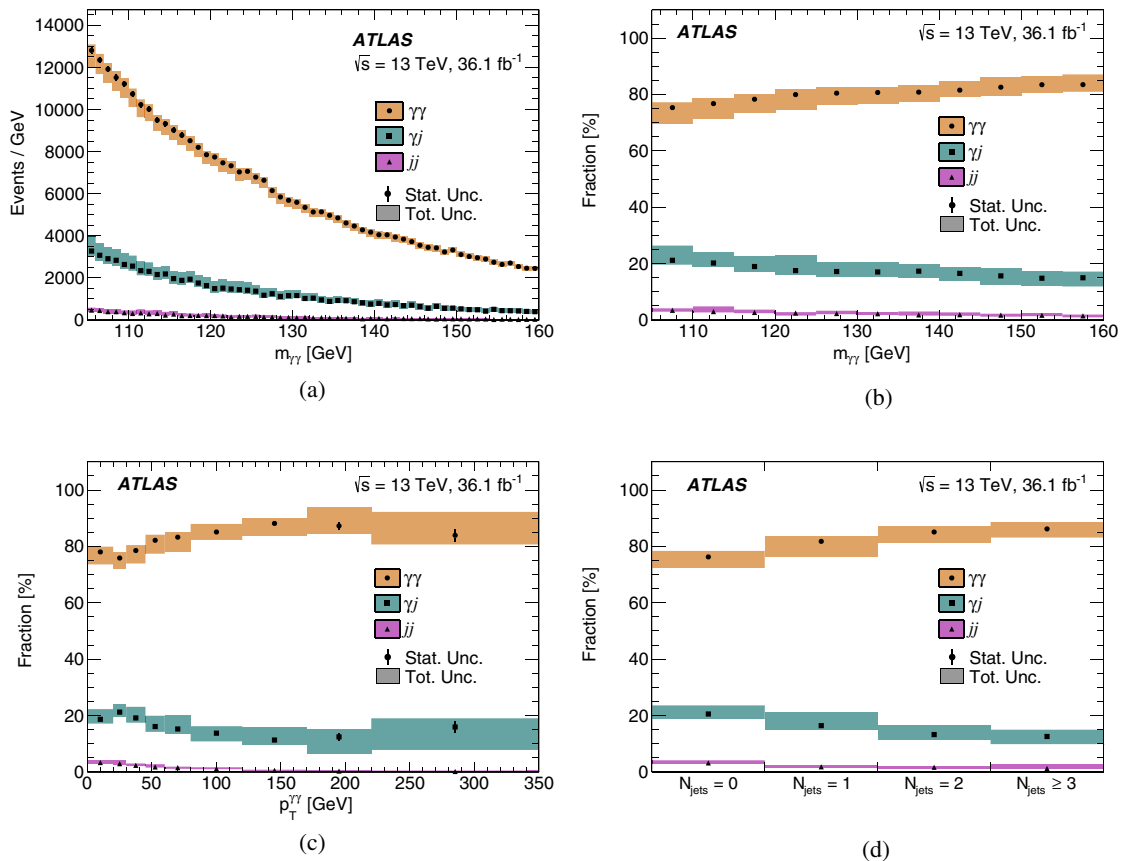 14000
12000
10000
8000
6000
4000
2000
0
Events / GeV
ATLAS
√s = 13 TeV, 36.1 fb⁻¹
γγ
γj
jj
Stat. Unc.
Tot. Unc.
110 120 130 140 150 160
mγγ [GeV]
(a)
100
80
60
40
20
0
Fraction [%]
ATLAS
√s = 13 TeV, 36.1 fb⁻¹
γγ
γj
jj
Stat. Unc.
Tot. Unc.
110 120 130 140 150 160
mγγ [GeV]
(b)
100
80
60
40
20
0
Fraction [%]
ATLAS
√s = 13 TeV, 36.1 fb⁻¹
γγ
γj
jj
Stat. Unc.
Tot. Unc.
0 50 100 150 200 250 300 350
p_T^γγ [GeV]
(c)
100
80
60
40
20
0
Fraction [%]
ATLAS
√s = 13 TeV, 36.1 fb⁻¹
γγ
γj
jj
Stat. Unc.
Tot. Unc.
N_jets = 0 N_jets = 1 N_jets = 2 N_jets ≥ 3
(d)